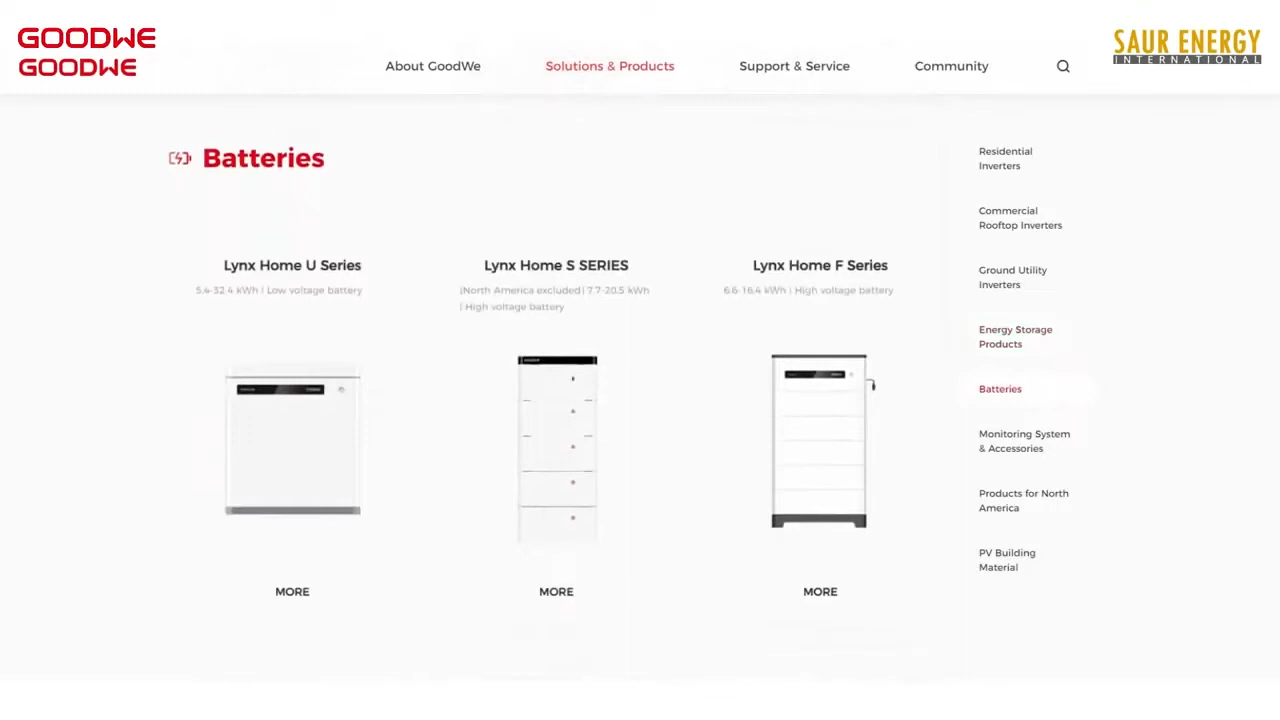 GOODWE
GOODWE
About GoodWe
Solutions & Products
Support & Service
Community
SAUR ENERGY
INTERNATIONAL
Batteries
Lynx Home U Series
5.4-32.4 kWh | Low voltage battery
MORE
Lynx Home S SERIES
|North America excluded| 7.7-20.5 kWh
| High voltage battery
MORE
Lynx Home F Series
6.6-16.4 kWh | High voltage battery
MORE
Residential
Inverters
Commercial
Rooftop Inverters
Ground Utility
Inverters
Energy Storage
Products
Batteries
Monitoring System
& Accessories
Products for North
America
PV Building
Material